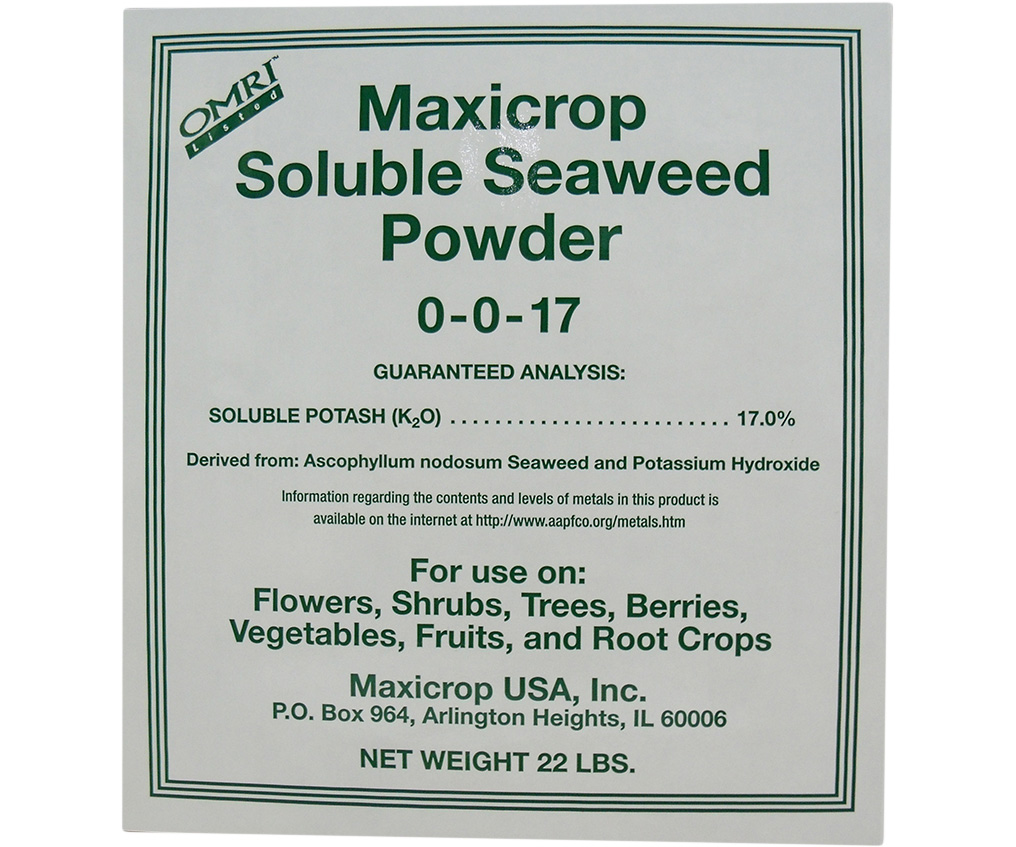 OMRI™
Listed
Maxicrop
Soluble Seaweed
Powder
0-0-17
GUARANTEED ANALYSIS:
SOLUBLE POTASH (K₂O) . . . . . . . . . . . . . . . . . . . . . . . . . 17.0%
Derived from: Ascophyllum nodosum Seaweed and Potassium Hydroxide
Information regarding the contents and levels of metals in this product is
available on the internet at http://www.aapfco.org/metals.htm
For use on:
Flowers, Shrubs, Trees, Berries,
Vegetables, Fruits, and Root Crops
Maxicrop USA, Inc.
P.O. Box 964, Arlington Heights, IL 60006
NET WEIGHT 22 LBS.